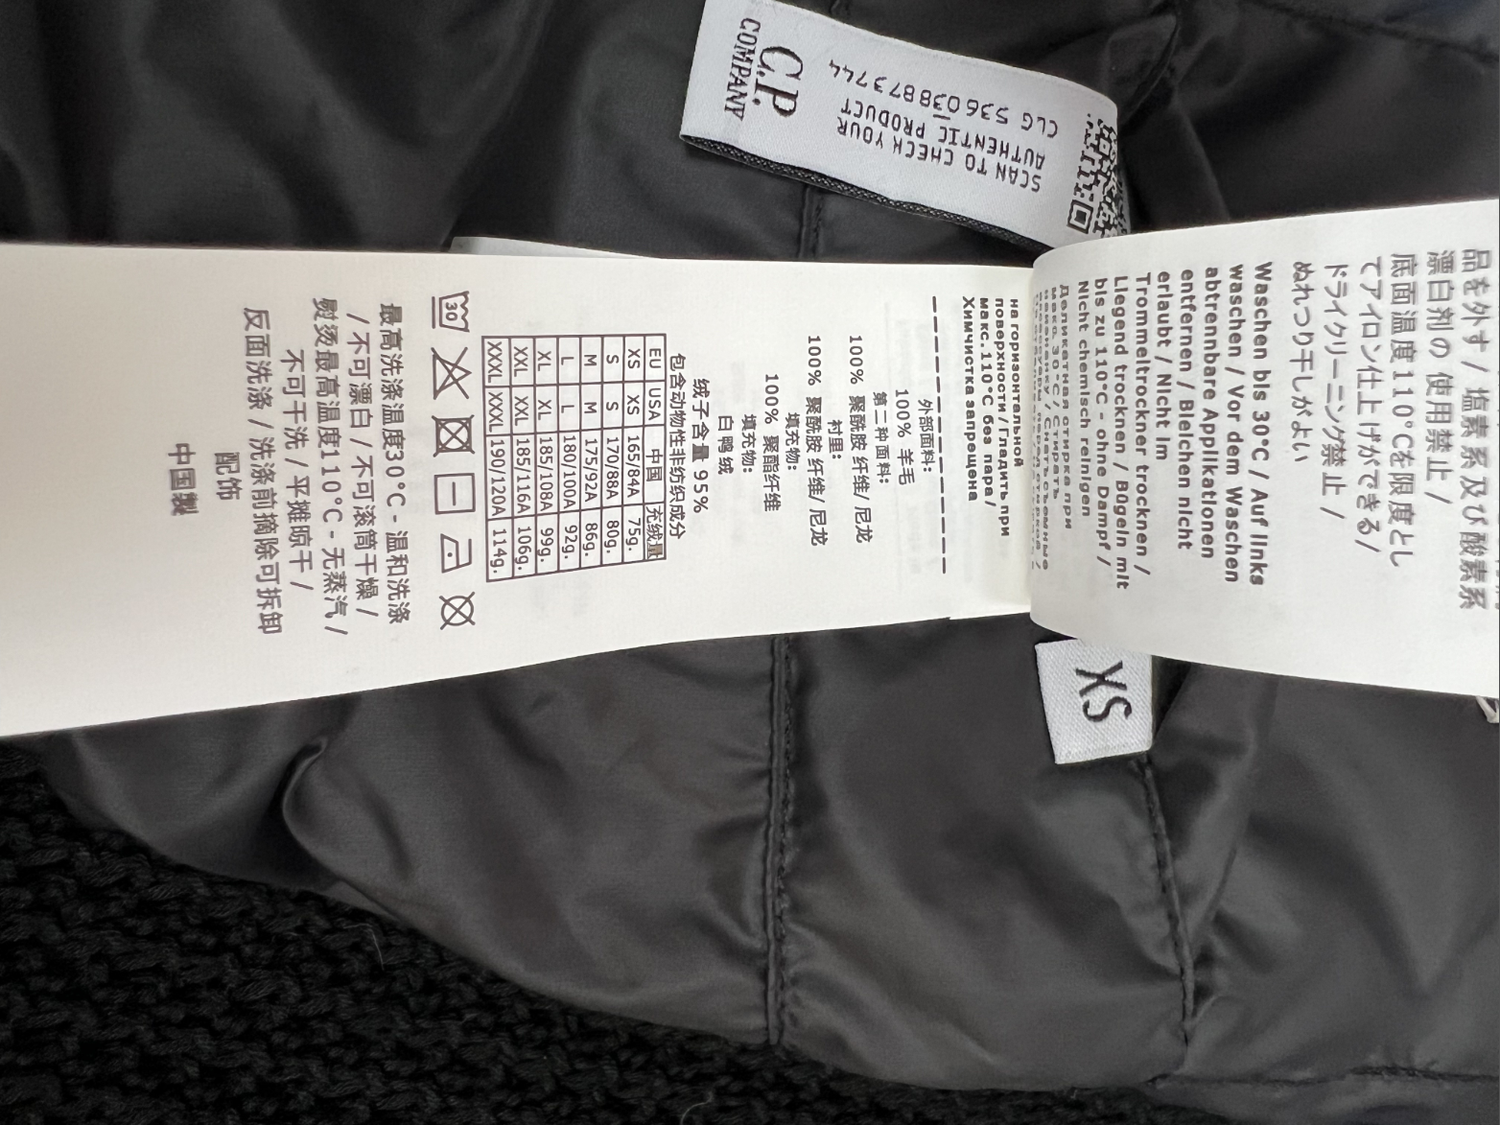 C.P.
COMPANY
SCAN TO CHECK YOUR
AUTHENTIC PRODUCT
CLG 536038873744
XS
品を外す / 塩素系及び酸素系
漂白剤の 使用禁止 /
底面温度110°Cを限度とし
てアイロン仕上げができる/
ドライクリーニング禁止 /
ぬれつり干しがよい
Waschen bis 30°C / Auf links
waschen / Vor dem Waschen
abtrennbare Applikationen
entfernen / Bleichen nicht
erlaubt / Nicht im
Trommeltrockner trocknen /
Liegend trocknen / Bügeln mit
bis zu 110°C - ohne Dampf /
Nicht chemisch reinigen
Деликатная стирка при
макс. 30°C / Снять съемные
на горизонтальной
поверхности / Гладить при
макс.110°C без пара/
Химчистка запрещена
外部面料:
100% 羊毛
第二种面料:
100% 聚酰胺 纤维/ 尼龙
衬里:
100% 聚酰胺 纤维/ 尼龙
填充物:
100% 聚酯纤维
填充物:
白鸭绒
绒子含量 95%
包含动物性非纺织成分
EU USA 中国 充绒量
XS XS 165/84A 75g.
S S 170/88A 80g.
M M 175/92A 86g.
L L 180/100A 92g.
XL XL 185/108A 99g.
XXL XXL 185/116A 106g.
XXXL XXXL 190/120A 114g.
30
最高洗涤温度30°C - 温和洗涤
/ 不可漂白 / 不可滚筒干燥 /
熨烫最高温度110°C - 无蒸汽 /
不可干洗 / 平摊晾干 /
反面洗涤 / 洗涤前摘除可拆卸
配饰
中国製